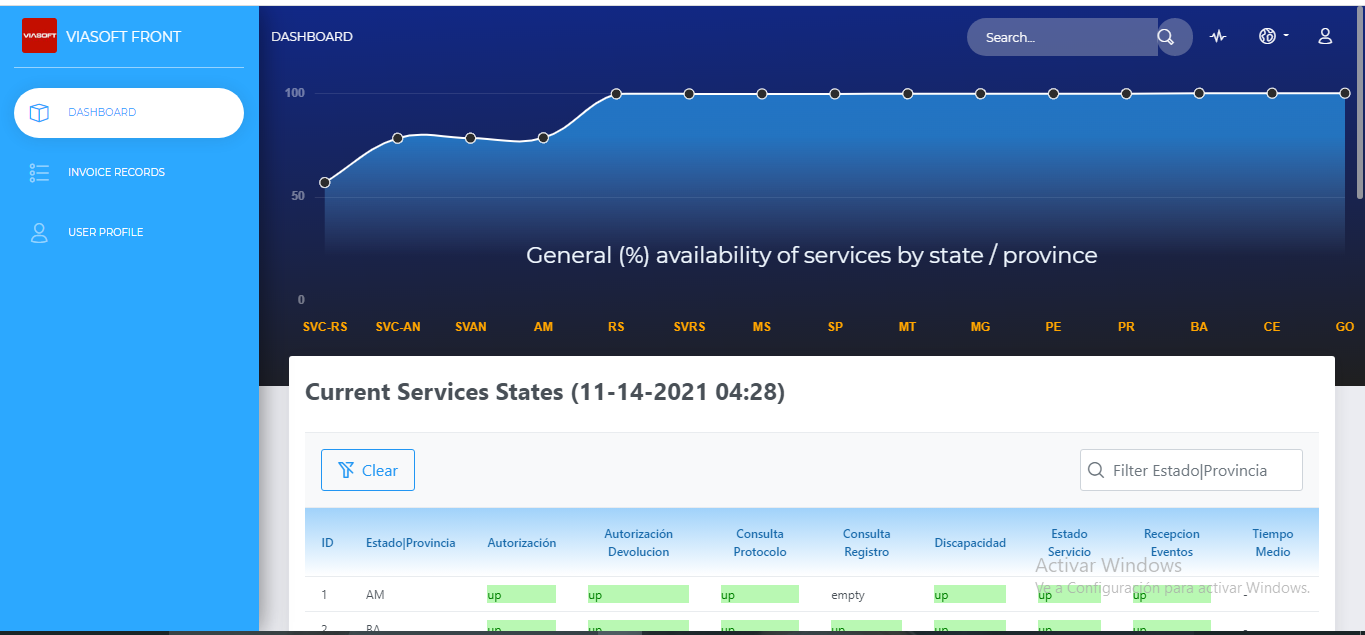 VIASOFT
VIASOFT FRONT
DASHBOARD
INVOICE RECORDS
USER PROFILE
DASHBOARD
Search...
100
50
0
General (%) availability of services by state / province
SVC-RS SVC-AN SVAN AM RS SVRS MS SP MT MG PE PR BA CE GO
Current Services States (11-14-2021 04:28)
Clear
Filter Estado|Provincia
ID Estado|Provincia Autorización Autorización Devolucion Consulta Protocolo Consulta Registro Discapacidad Estado Servicio Recepcion Eventos Tiempo Medio
Activar Windows
Ve a Configuración para activar Windows.
1 AM up up up empty up up up -
2 BA up up up up up up up -